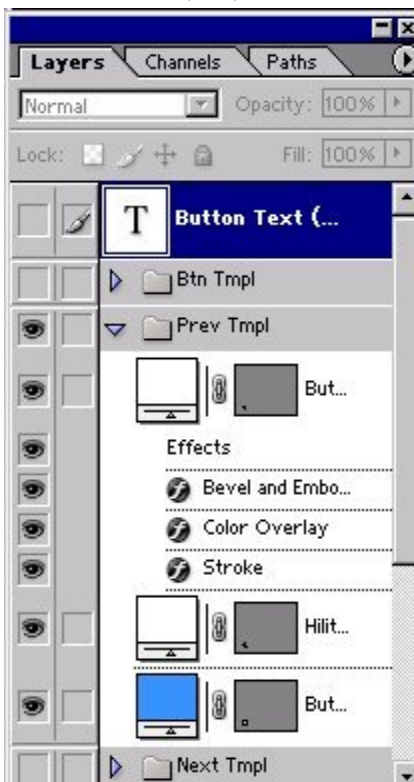 Layers Channels Paths
Normal Opacity: 100%
Lock: Fill: 100%
T Button Text (...
Btn Tmpl
Prev Tmpl
But...
Effects
Bevel and Embo...
Color Overlay
Stroke
Hilit...
But...
Next Tmpl